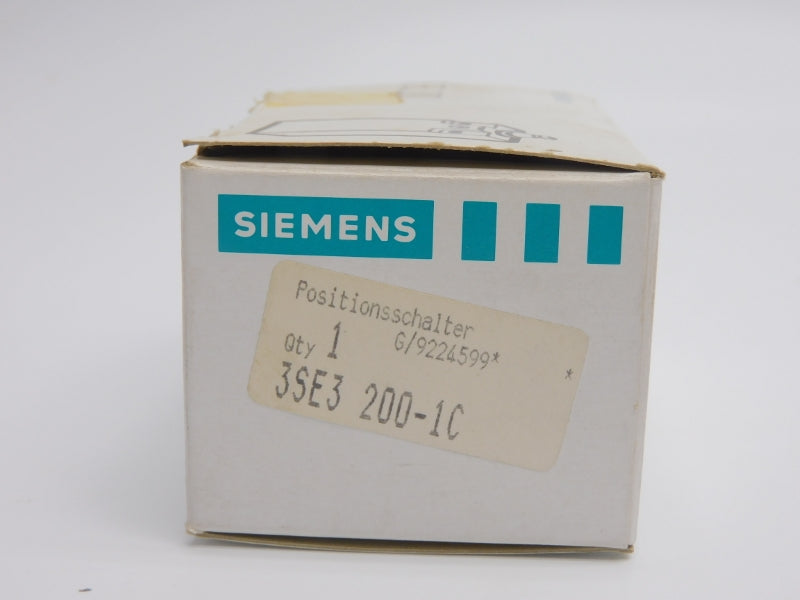 SIEMENS
Positionsschalter
Qty 1 G/9224599*
*
3SE3 200-1C